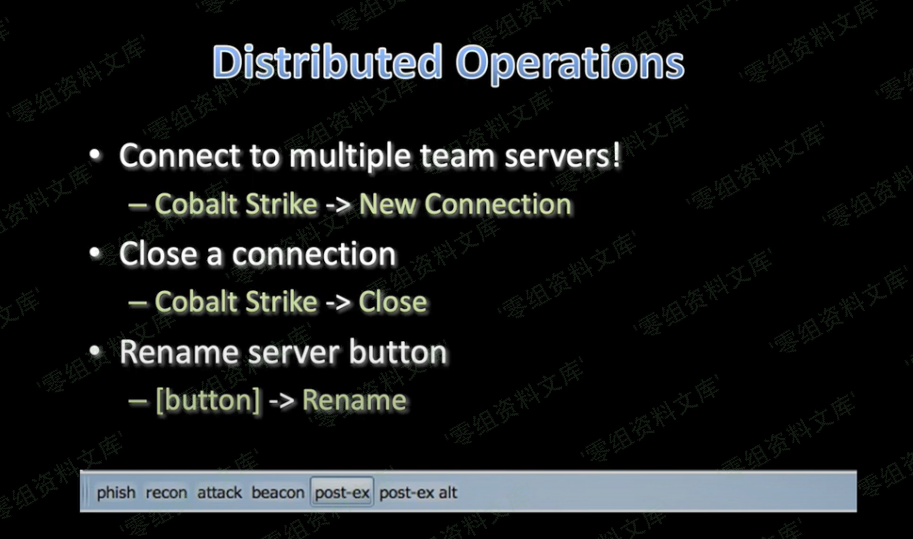 Distributed Operations
• Connect to multiple team servers!
– Cobalt Strike -> New Connection
• Close a connection
– Cobalt Strike -> Close
• Rename server button
– [button] -> Rename
phish recon attack beacon post-ex post-ex alt
'零组资料文库'